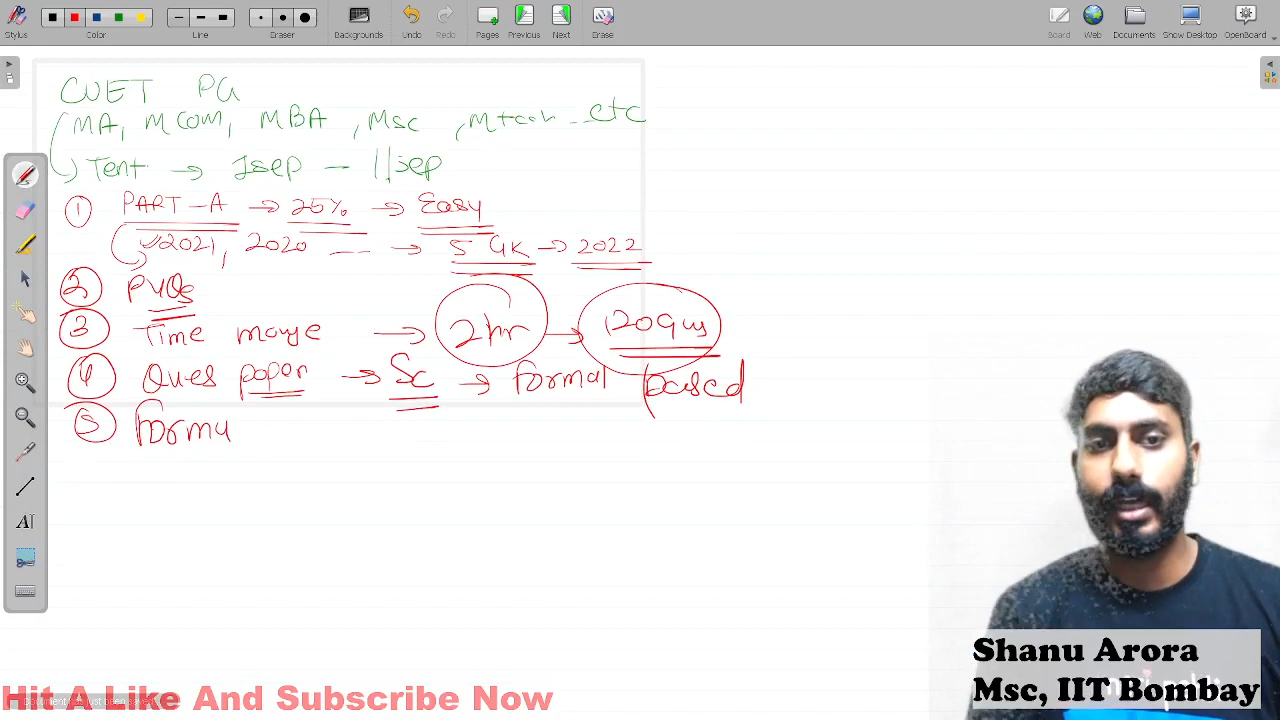 Stylus Color Line Eraser Backgrounds Undo Redo Pages Previous Next Erase Board Web Documents Show Desktop OpenBoard
CUET PG
MA, MCOM, MBA, Msc, Mtech ... etc
Tent → 1sep — 11sep
① PART-A → 25% → Easy
2021, 2020 --- → 5 GK → 2022
② PYQs
③ Time → 2hr → 120Qus
④ Ques paper → Sc → formal based
⑤ formu
Shanu Arora
Msc, IIT Bombay
Hit A Like And Subscribe Now